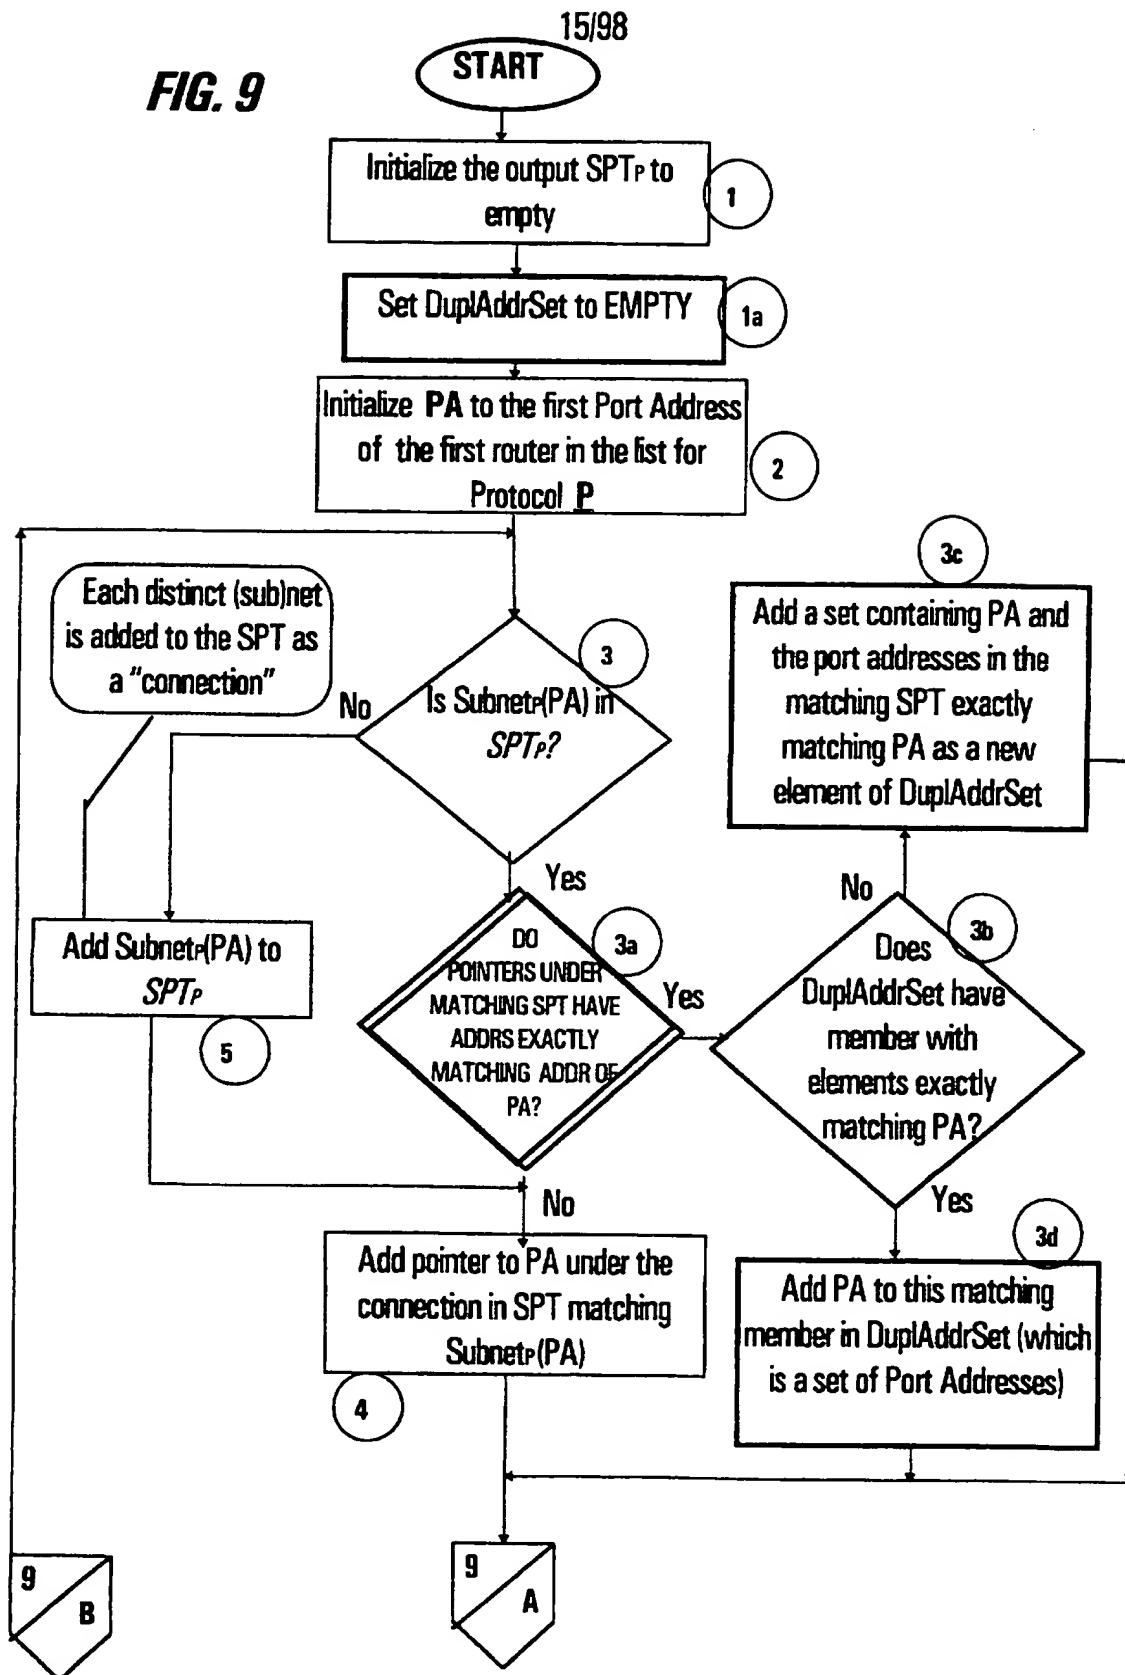 15/98
FIG. 9
START
Initialize the output SPTP to
empty
1
Set DuplAddrSet to EMPTY
1a
Initialize PA to the first Port Address
of the first router in the list for
Protocol P
2
Each distinct (sub)net
is added to the SPT as
a "connection"
3
Is SubnetP(PA) in
SPTP?
No
Yes
3c
Add a set containing PA and
the port addresses in the
matching SPT exactly
matching PA as a new
element of DuplAddrSet
Add SubnetP(PA) to
SPTP
5
3a
DO
POINTERS UNDER
MATCHING SPT HAVE
ADDRS EXACTLY
MATCHING ADDR OF
PA?
Yes
No
No
3b
Does
DuplAddrSet have
member with
elements exactly
matching PA?
Yes
Add pointer to PA under the
connection in SPT matching
SubnetP(PA)
4
3d
Add PA to this matching
member in DuplAddrSet (which
is a set of Port Addresses)
9
B
9
A